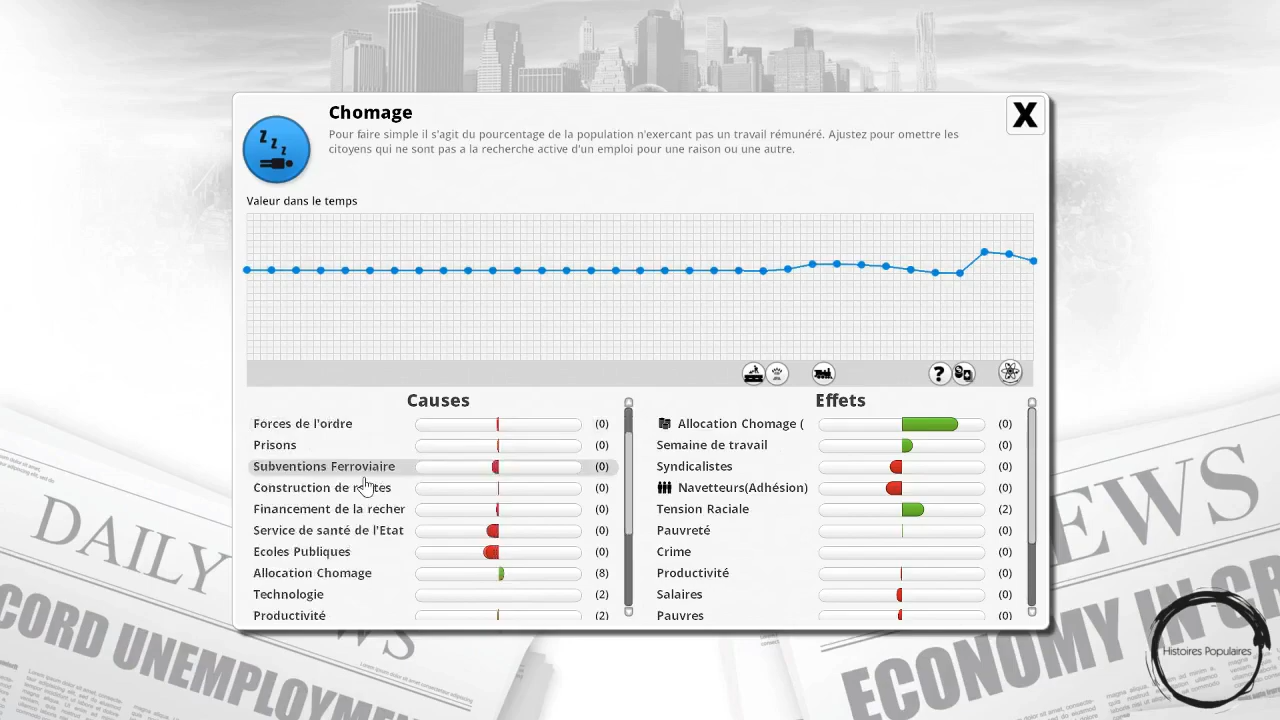 Chomage
Pour faire simple il s'agit du pourcentage de la population n'exercant pas un travail rémunéré. Ajustez pour omettre les
citoyens qui ne sont pas a la recherche active d'un emploi pour une raison ou une autre.
X
Valeur dans le temps
?
Causes
Forces de l'ordre (0)
Prisons (0)
Subventions Ferroviaire (0)
Construction de routes (0)
Financement de la recher (0)
Service de santé de l'Etat (0)
Ecoles Publiques (0)
Allocation Chomage (8)
Technologie (2)
Productivité (2)
Effets
Allocation Chomage ( (0)
Semaine de travail (0)
Syndicalistes (0)
Navetteurs(Adhésion) (0)
Tension Raciale (2)
Pauvreté (0)
Crime (0)
Productivité (0)
Salaires (0)
Pauvres (0)
DAILY
NEWS
CORD UNEMPLOYMENT
NEWS
ECONOMY IN CR
Histoires Populaires